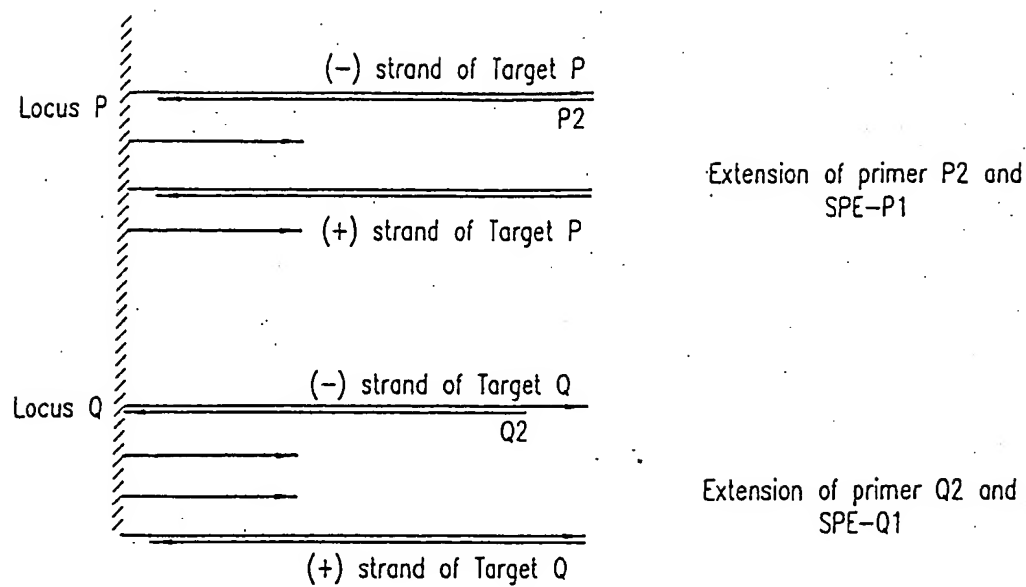 (-) strand of Target P
Locus P
P2
Extension of primer P2 and
SPE-P1
(+) strand of Target P
(-) strand of Target Q
Locus Q
Q2
Extension of primer Q2 and
SPE-Q1
(+) strand of Target Q